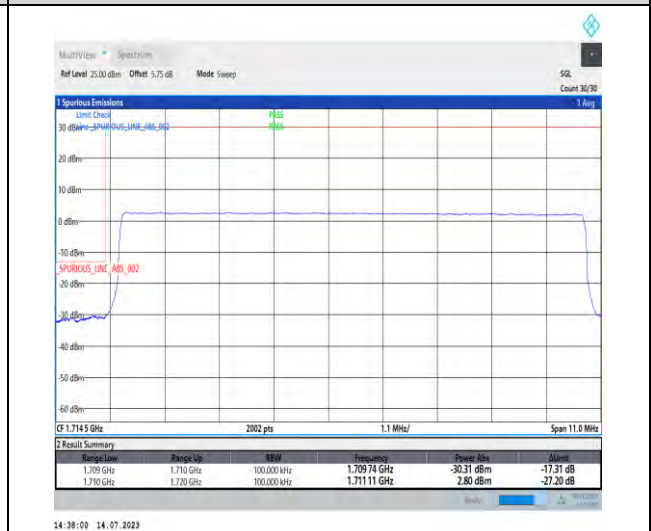 MultiView Spectrum
Ref Level 25.00 dBm Offset 5.75 dB Mode Sweep SGL
Count 30/30
1 Spurious Emissions 1 Avg
Limit Check PASS
30 dBm Line _SPURIOUS_LINE_ABS_002 PASS
20 dBm
10 dBm
0 dBm
-10 dBm
_SPURIOUS_LINE_ABS_002
-20 dBm
-30 dBm
-40 dBm
-50 dBm
-60 dBm
CF 1.7145 GHz 2002 pts 1.1 MHz/ Span 11.0 MHz
2 Result Summary
Range Low Range Up RBW Frequency Power Abs ΔLimit
1.709 GHz 1.710 GHz 100.000 kHz 1.70974 GHz -30.31 dBm -17.31 dB
1.710 GHz 1.720 GHz 100.000 kHz 1.71111 GHz 2.80 dBm -27.20 dB
Ready
14:38:00 14.07.2023